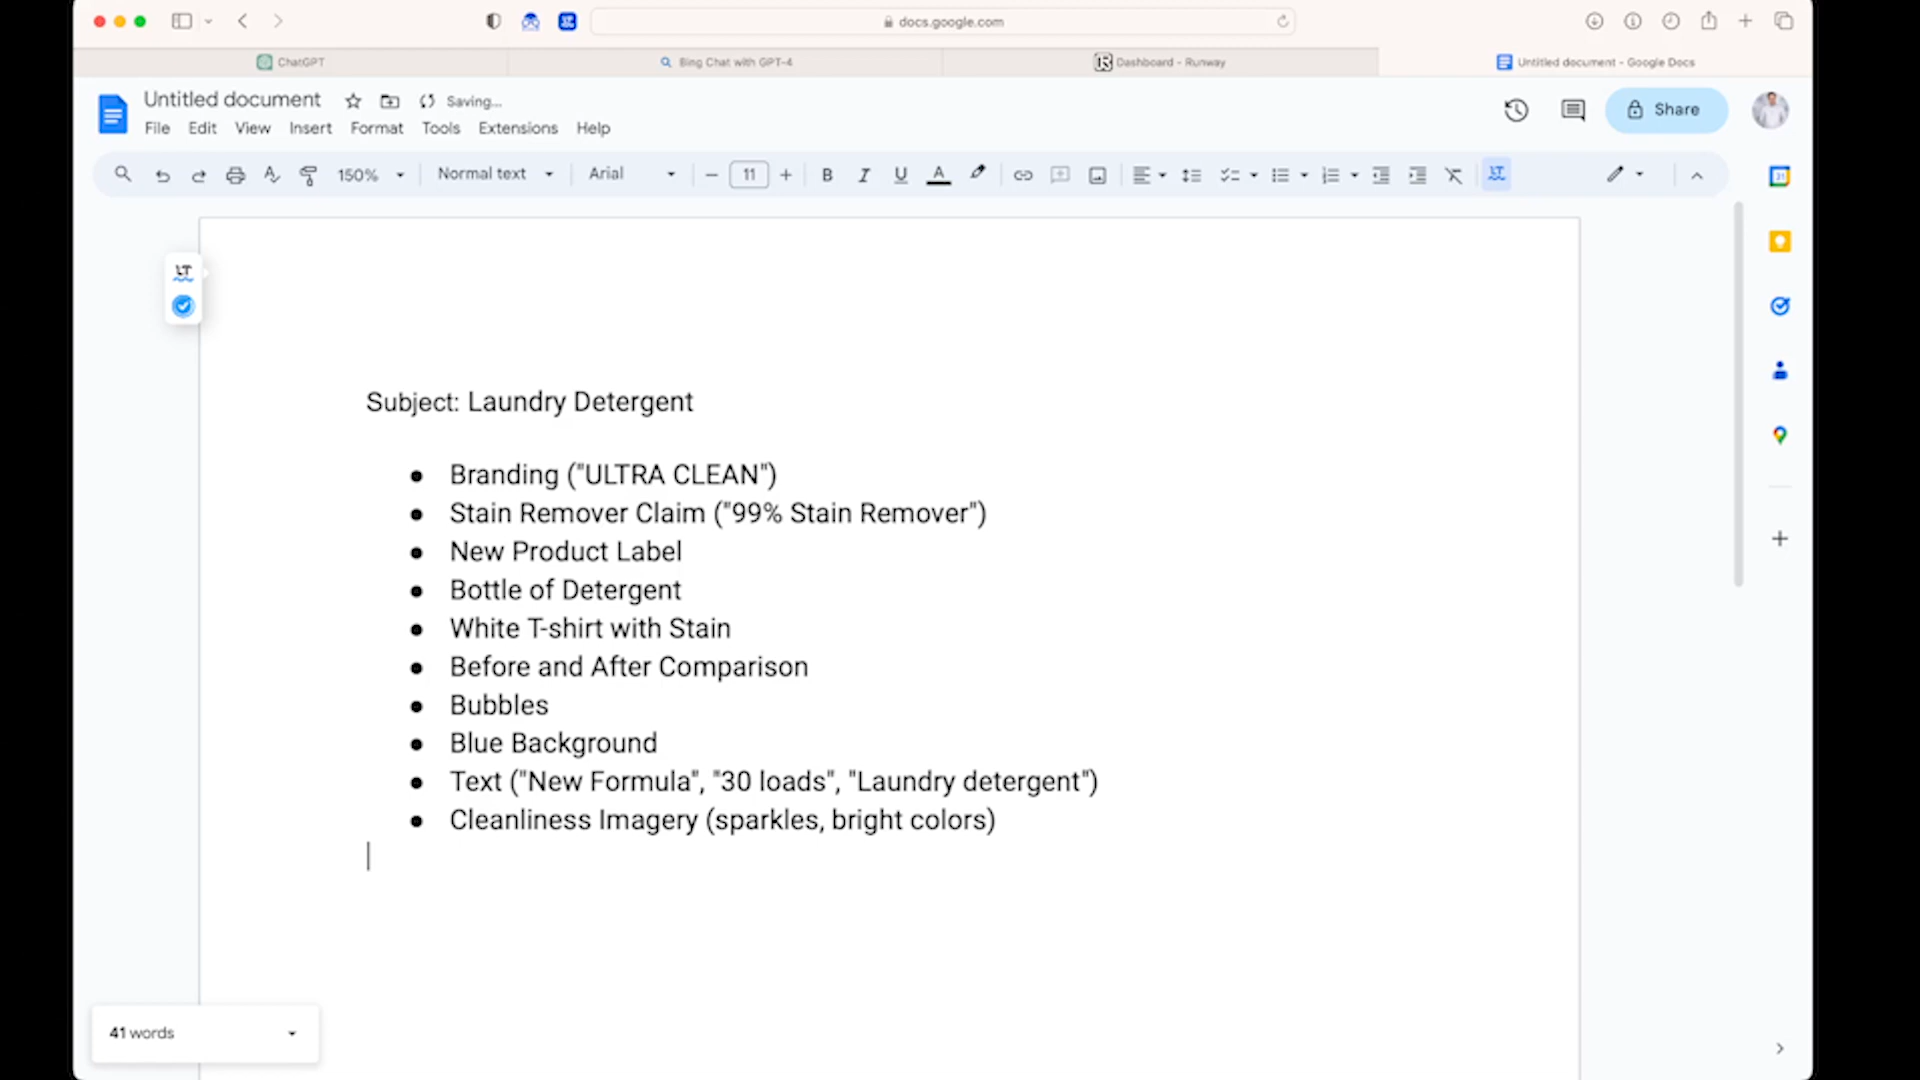 docs.google.com
ChatGPT
Bing Chat with GPT-4
Dashboard - Runway
Untitled document - Google Docs
Untitled document
Saving...
File Edit View Insert Format Tools Extensions Help
Share
150% Normal text Arial 11
Subject: Laundry Detergent
● Branding ("ULTRA CLEAN")
● Stain Remover Claim ("99% Stain Remover")
● New Product Label
● Bottle of Detergent
● White T-shirt with Stain
● Before and After Comparison
● Bubbles
● Blue Background
● Text ("New Formula", "30 loads", "Laundry detergent")
● Cleanliness Imagery (sparkles, bright colors)
41 words